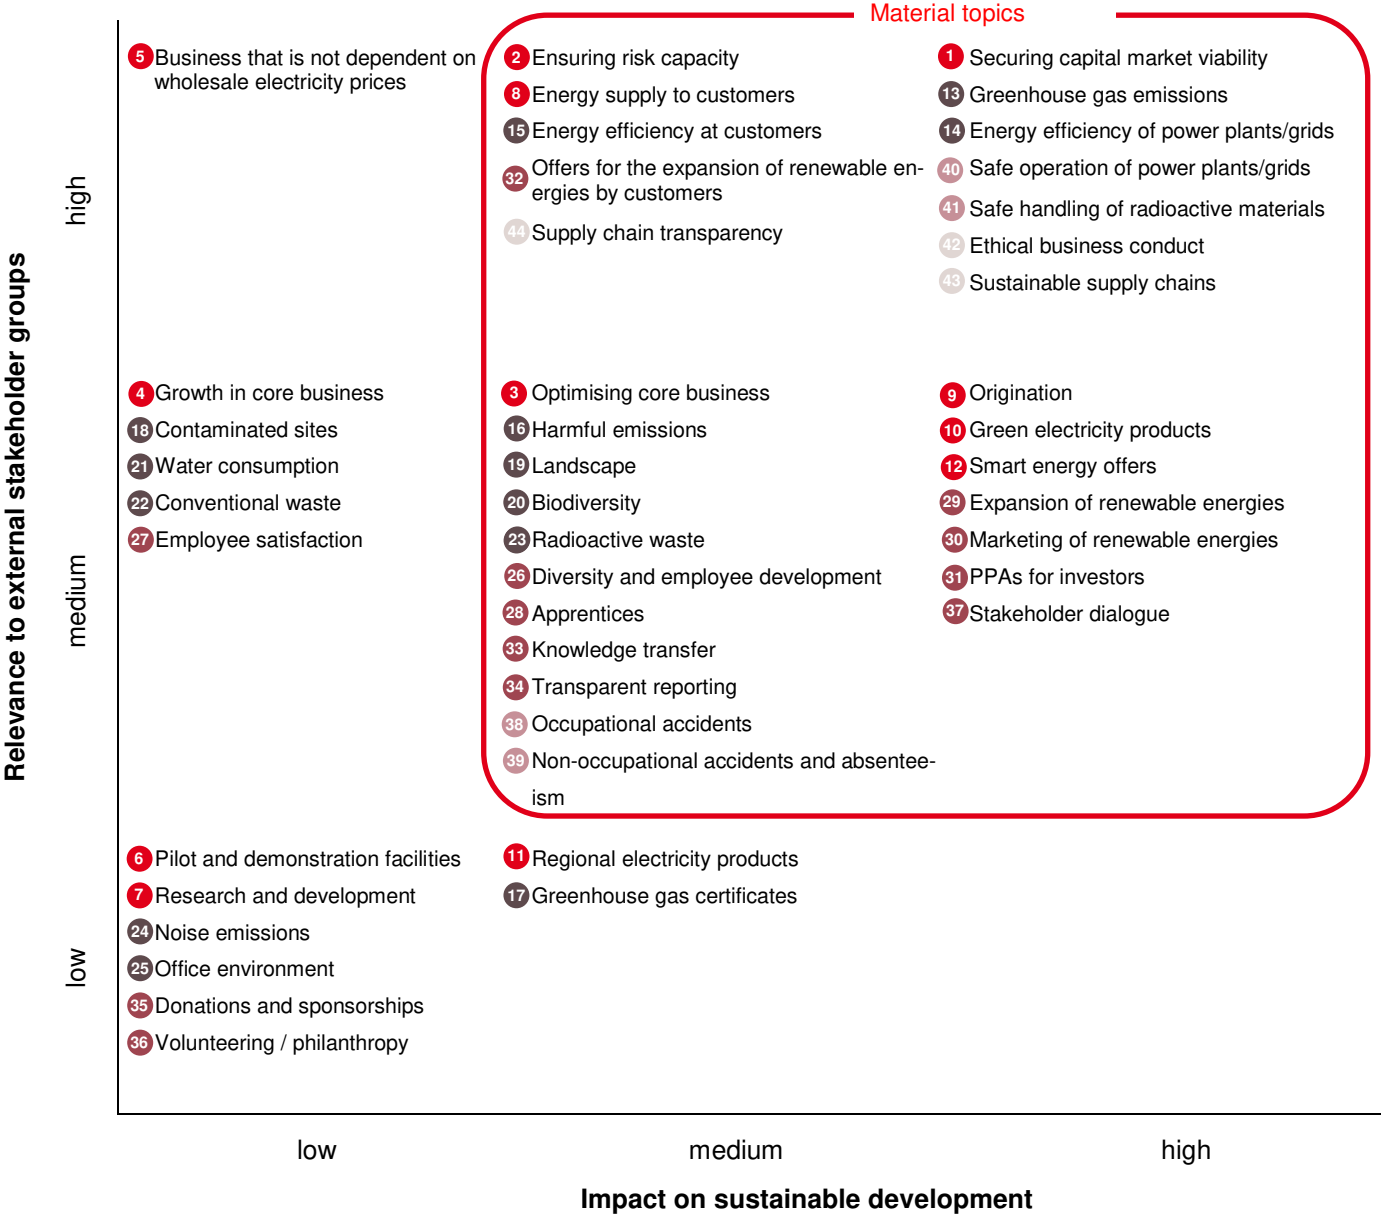 Material topics
5 Business that is not dependent on
wholesale electricity prices
2 Ensuring risk capacity
8 Energy supply to customers
15 Energy efficiency at customers
32 Offers for the expansion of renewable en-
ergies by customers
44 Supply chain transparency
1 Securing capital market viability
13 Greenhouse gas emissions
14 Energy efficiency of power plants/grids
40 Safe operation of power plants/grids
41 Safe handling of radioactive materials
42 Ethical business conduct
43 Sustainable supply chains
high
4 Growth in core business
18 Contaminated sites
21 Water consumption
22 Conventional waste
27 Employee satisfaction
3 Optimising core business
16 Harmful emissions
19 Landscape
20 Biodiversity
23 Radioactive waste
26 Diversity and employee development
28 Apprentices
33 Knowledge transfer
34 Transparent reporting
38 Occupational accidents
39 Non-occupational accidents and absentee-
ism
9 Origination
10 Green electricity products
12 Smart energy offers
29 Expansion of renewable energies
30 Marketing of renewable energies
31 PPAs for investors
37 Stakeholder dialogue
medium
Relevance to external stakeholder groups
6 Pilot and demonstration facilities
7 Research and development
24 Noise emissions
25 Office environment
35 Donations and sponsorships
36 Volunteering / philanthropy
11 Regional electricity products
17 Greenhouse gas certificates
low
low
medium
high
Impact on sustainable development